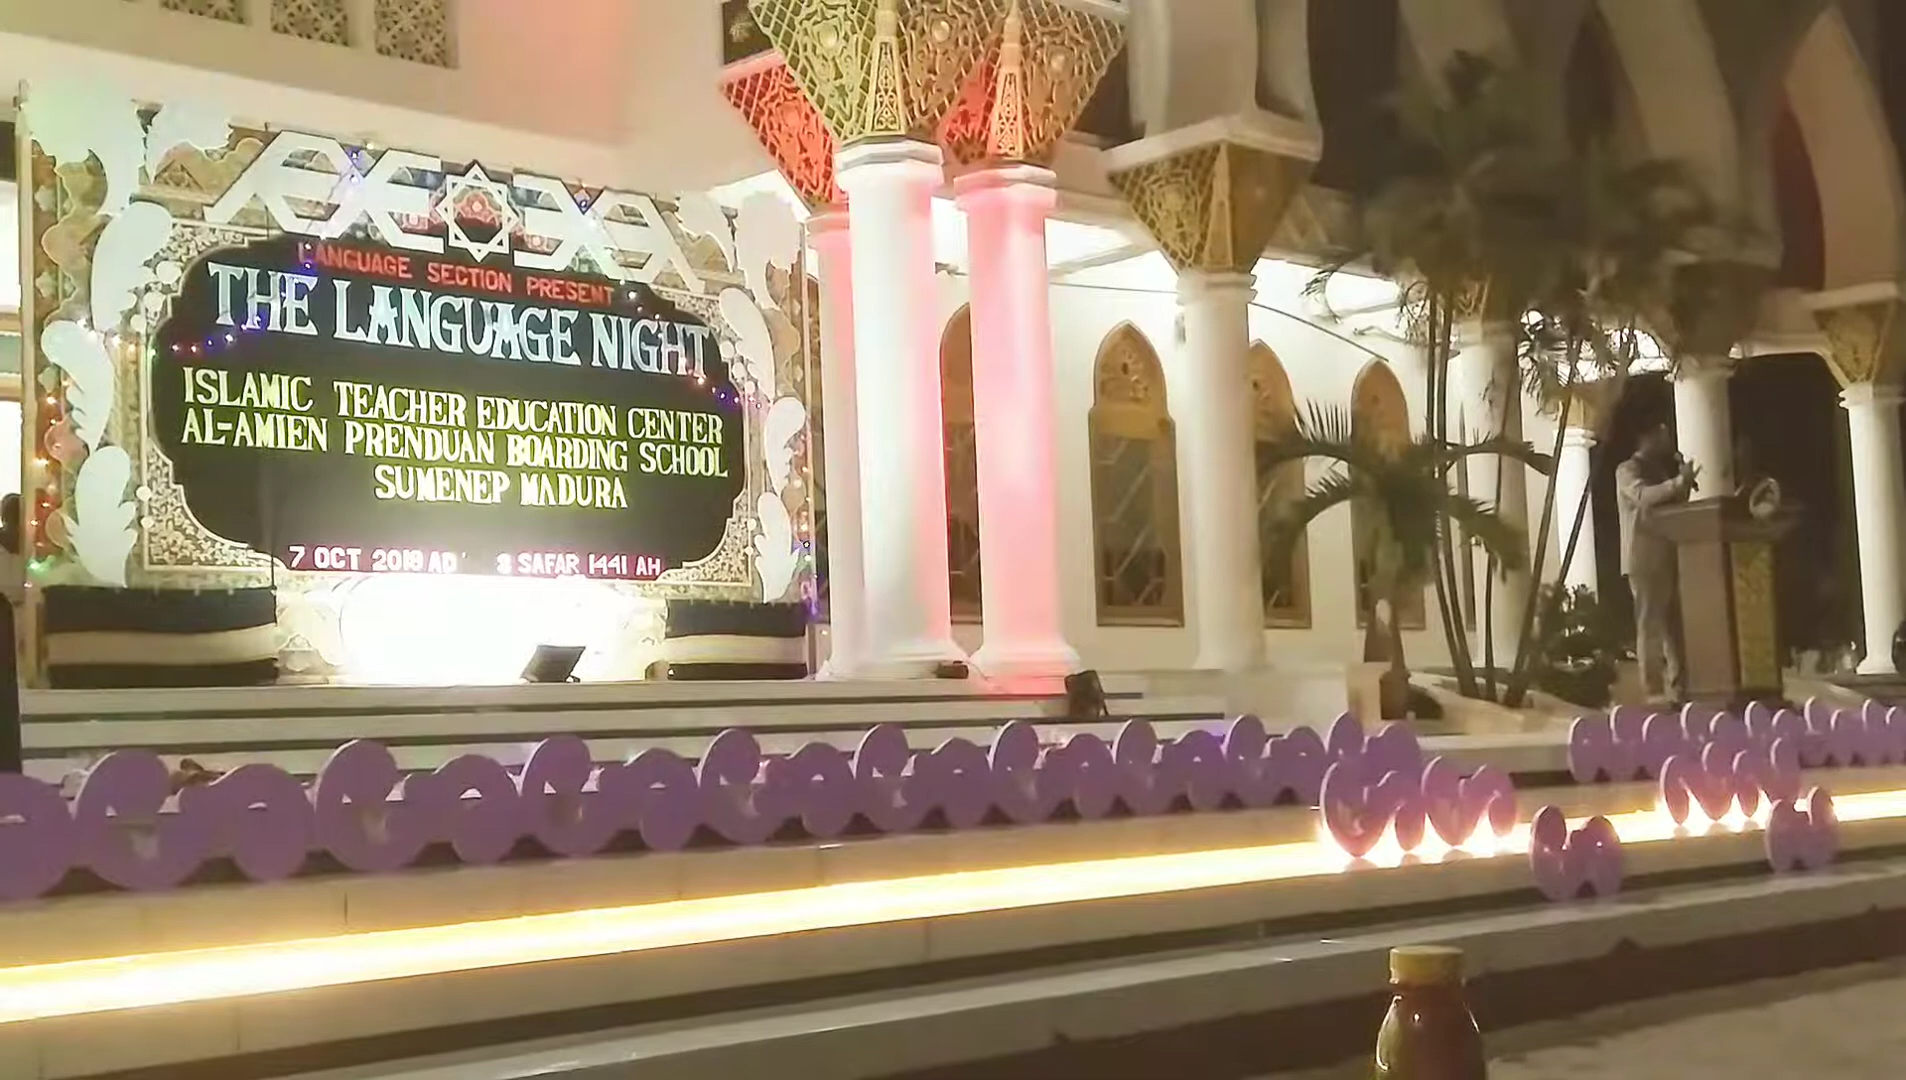 LANGUAGE SECTION PRESENT
THE LANGUAGE NIGHT
ISLAMIC TEACHER EDUCATION CENTER
AL-AMIEN PRENDUAN BOARDING SCHOOL
SUMENEP MADURA
7 OCT 2019 AD 8 SAFAR 1441 AH